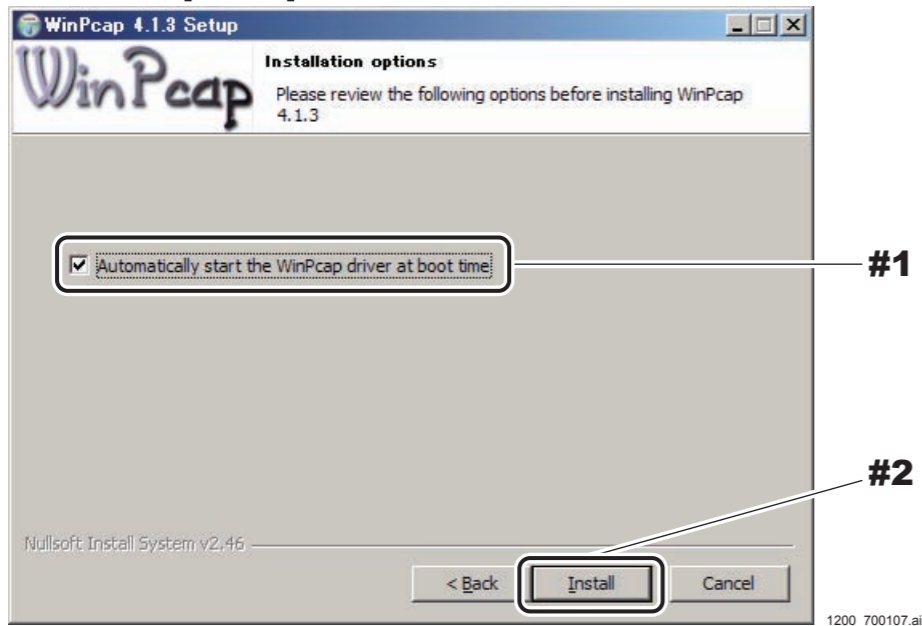 WinPcap 4.1.3 Setup
WinPcap
Installation options
Please review the following options before installing WinPcap
4.1.3
Automatically start the WinPcap driver at boot time
#1
#2
Nullsoft Install System v2.46
< Back
Install
Cancel
1200_700107.ai